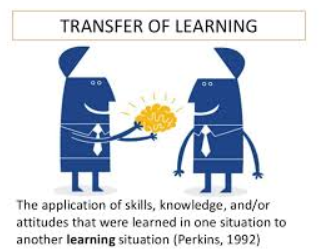 TRANSFER OF LEARNING
The application of skills, knowledge, and/or
attitudes that were learned in one situation to
another learning situation (Perkins, 1992)